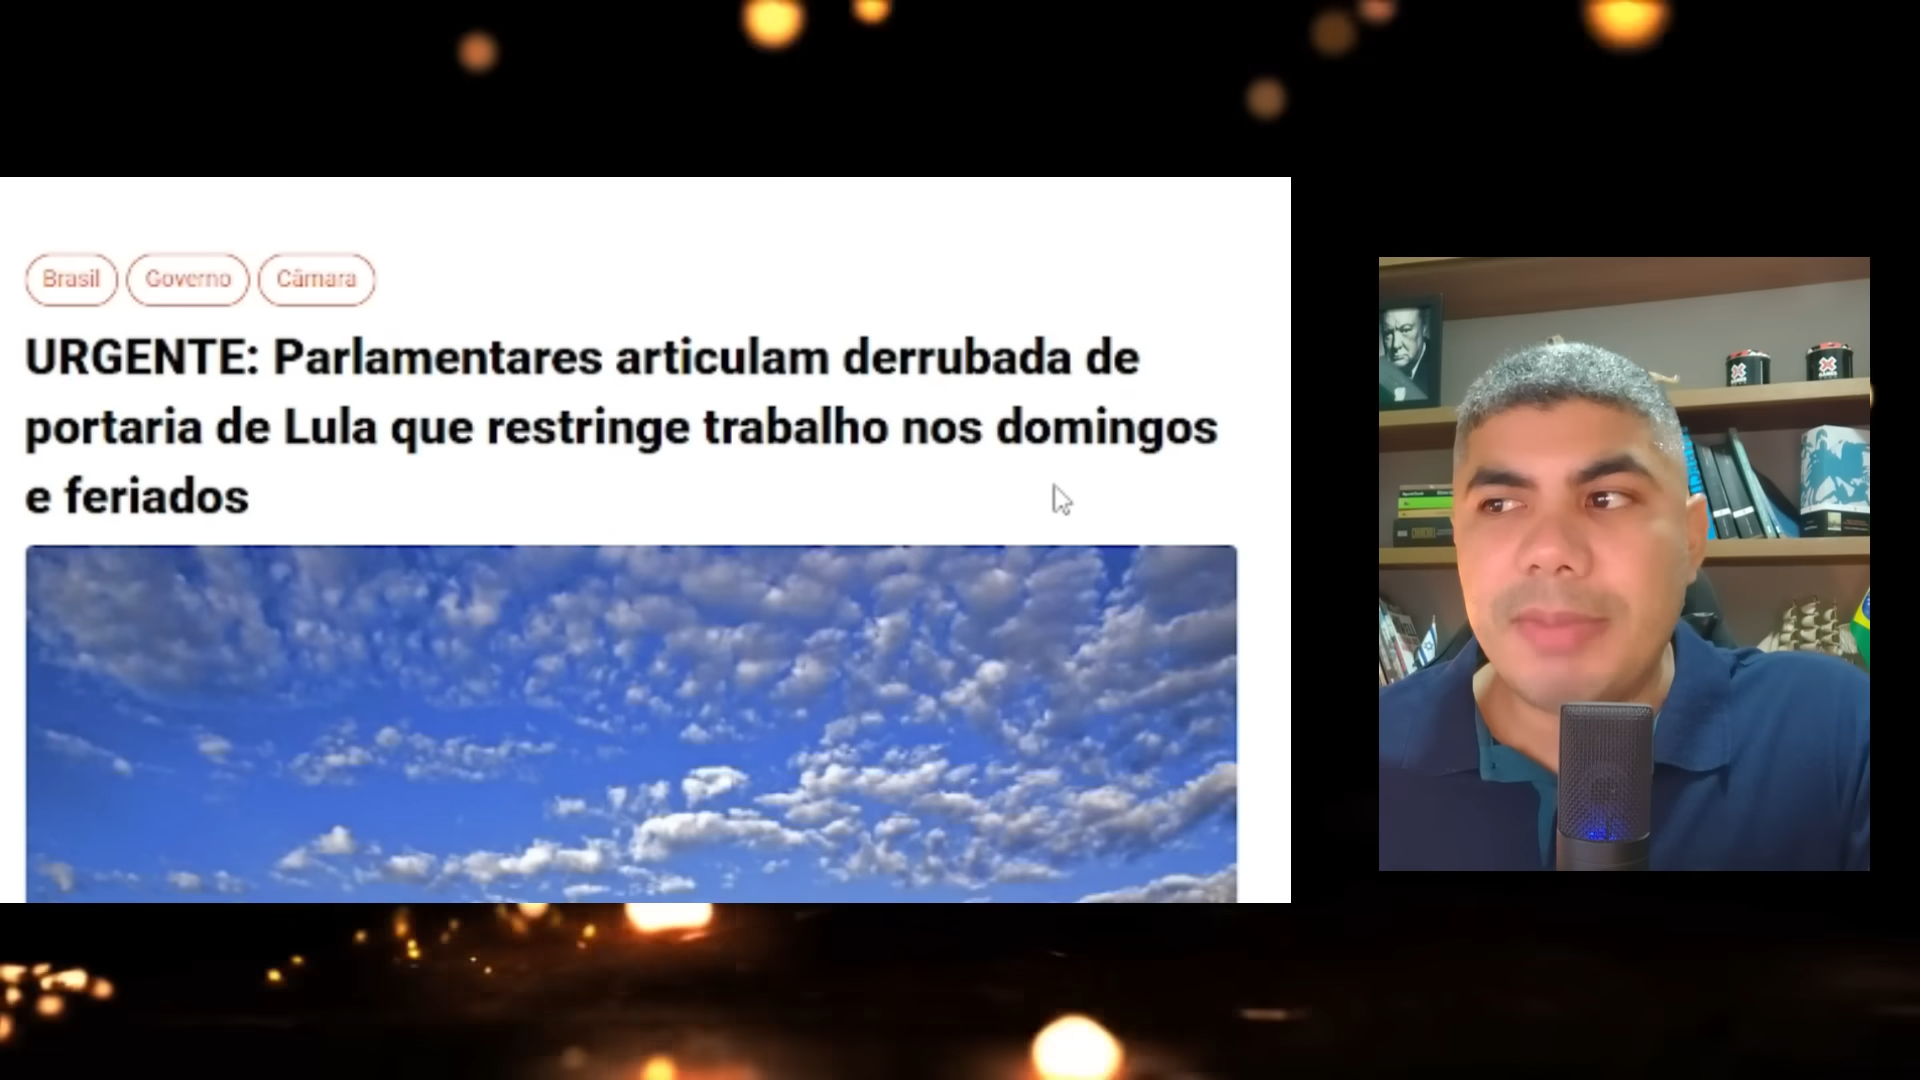 Brasil Governo Câmara
URGENTE: Parlamentares articulam derrubada de
portaria de Lula que restringe trabalho nos domingos
e feriados